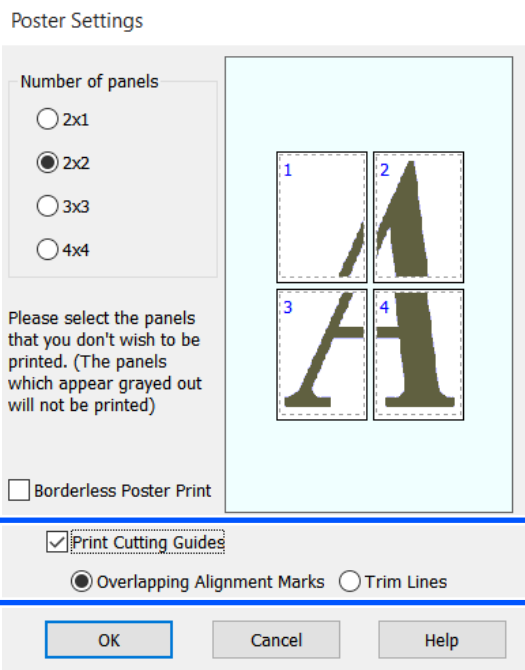 Poster Settings
Number of panels
2x1
2x2
3x3
4x4
1
2
3
4
Please select the panels
that you don't wish to be
printed. (The panels
which appear grayed out
will not be printed)
Borderless Poster Print
Print Cutting Guides
Overlapping Alignment Marks Trim Lines
OK Cancel Help